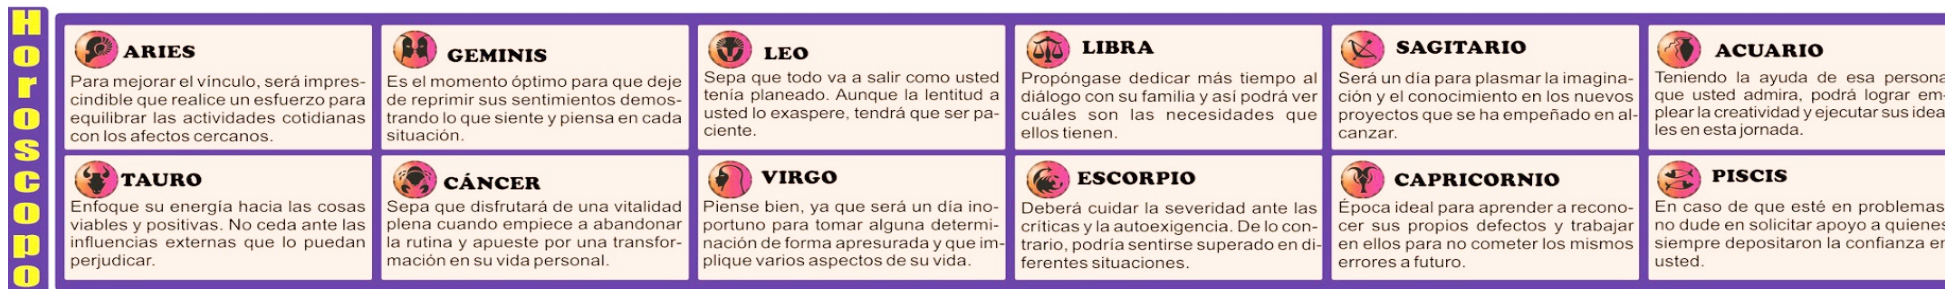 Horoscopo
ARIES
Para mejorar el vínculo, será impres-
cindible que realice un esfuerzo para
equilibrar las actividades cotidianas
con los afectos cercanos.
GEMINIS
Es el momento óptimo para que deje
de reprimir sus sentimientos demos-
trando lo que siente y piensa en cada
situación.
LEO
Sepa que todo va a salir como usted
tenía planeado. Aunque la lentitud a
usted lo exaspere, tendrá que ser pa-
ciente.
LIBRA
Propóngase dedicar más tiempo al
diálogo con su familia y así podrá ver
cuáles son las necesidades que
ellos tienen.
SAGITARIO
Será un día para plasmar la imagina-
ción y el conocimiento en los nuevos
proyectos que se ha empeñado en al-
canzar.
ACUARIO
Teniendo la ayuda de esa persona
que usted admira, podrá lograr em-
plear la creatividad y ejecutar sus idea
les en esta jornada.
TAURO
Enfoque su energía hacia las cosas
viables y positivas. No ceda ante las
influencias externas que lo puedan
perjudicar.
CÁNCER
Sepa que disfrutará de una vitalidad
plena cuando empiece a abandonar
la rutina y apueste por una transfor-
mación en su vida personal.
VIRGO
Piense bien, ya que será un día ino-
portuno para tomar alguna determi-
nación de forma apresurada y que im-
plique varios aspectos de su vida.
ESCORPIO
Deberá cuidar la severidad ante las
críticas y la autoexigencia. De lo con-
trario, podría sentirse superado en di-
ferentes situaciones.
CAPRICORNIO
Época ideal para aprender a recono-
cer sus propios defectos y trabajar
en ellos para no cometer los mismos
errores a futuro.
PISCIS
En caso de que esté en problemas
no dude en solicitar apoyo a quienes
siempre depositaron la confianza en
usted.